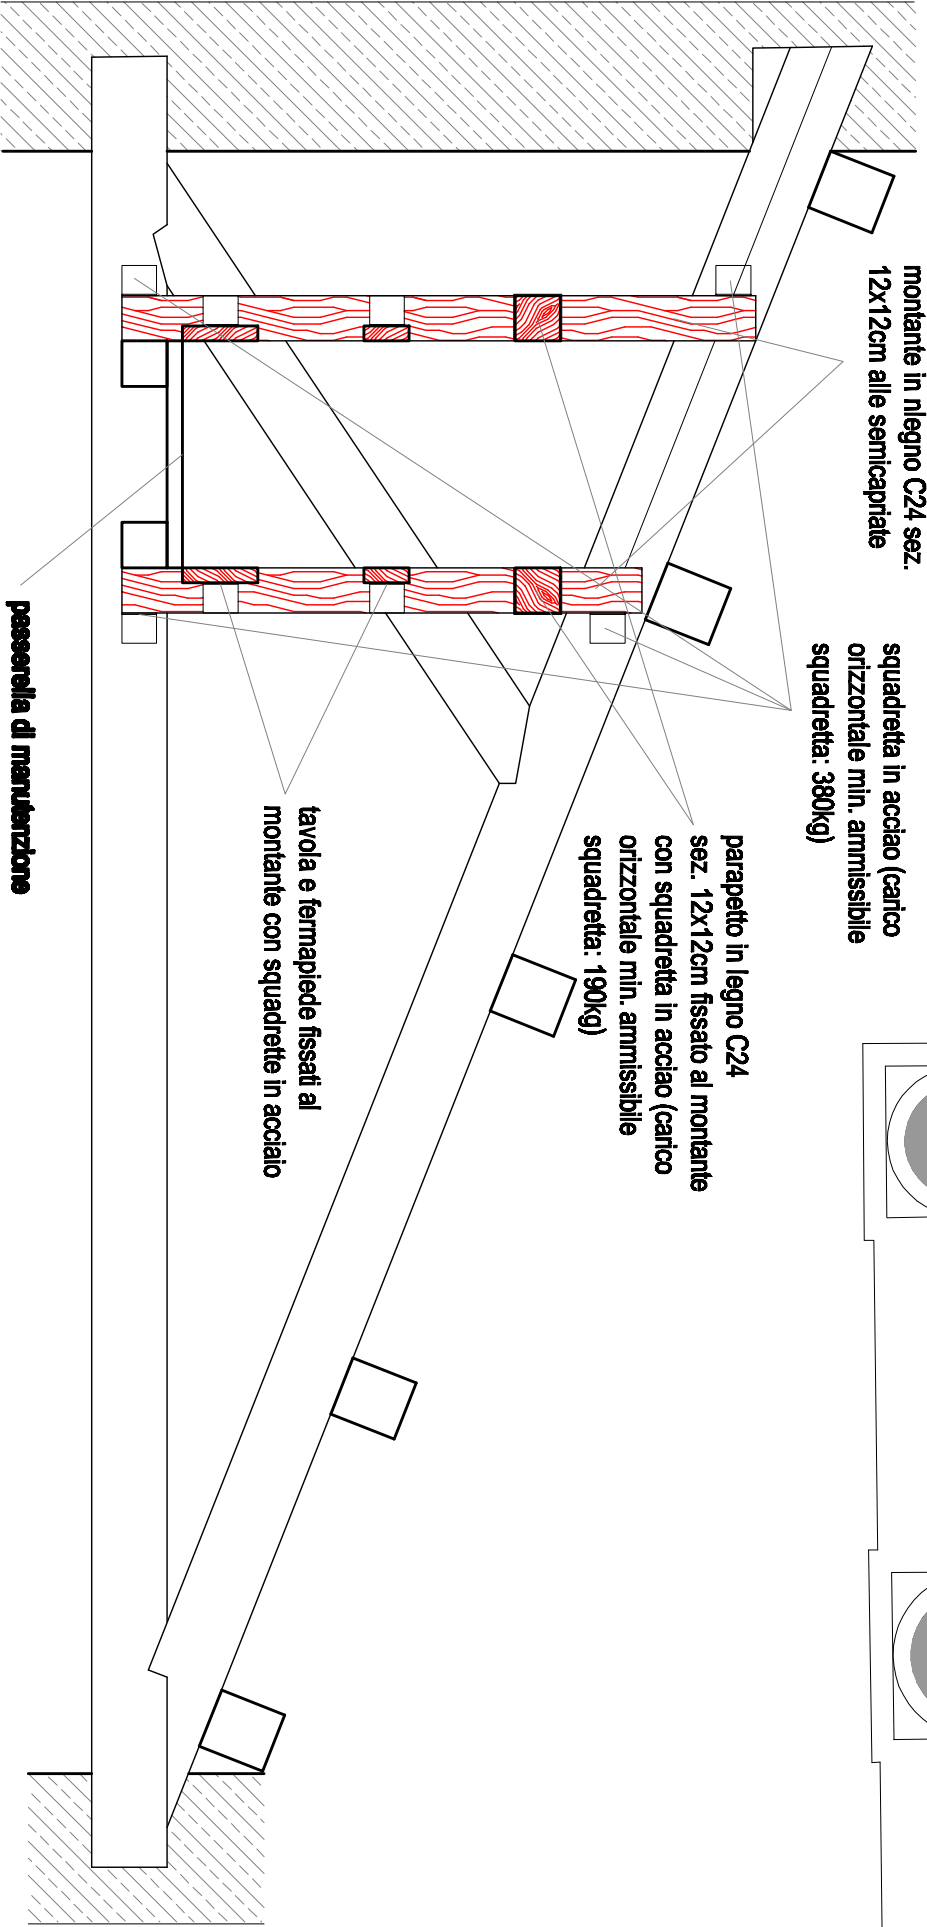 montante in nlegno C24 sez.
12x12cm alle semicapriate
squadretta in acciao (carico
orizzontale min. ammissibile
squadretta: 380kg)
parapetto in legno C24
sez. 12x12cm fissato al montante
con squadretta in acciao (carico
orizzontale min. ammissibile
squadretta: 190kg)
tavola e fermapiede fissati al
montante con squadrette in acciaio
passerella di manutenzione